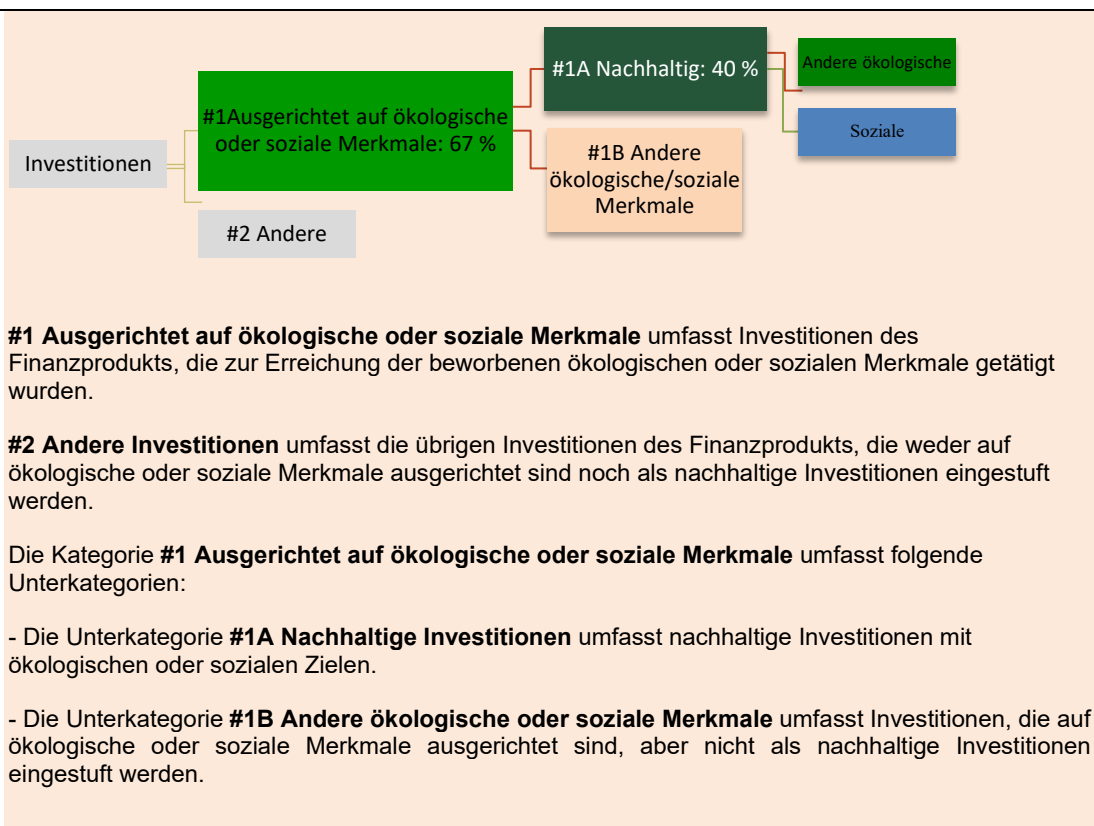 #1A Nachhaltig: 40 %
Andere ökologische
#1Ausgerichtet auf ökologische
oder soziale Merkmale: 67 %
Soziale
Investitionen
#1B Andere
ökologische/soziale
Merkmale
#2 Andere
#1 Ausgerichtet auf ökologische oder soziale Merkmale umfasst Investitionen des
Finanzprodukts, die zur Erreichung der beworbenen ökologischen oder sozialen Merkmale getätigt
wurden.
#2 Andere Investitionen umfasst die übrigen Investitionen des Finanzprodukts, die weder auf
ökologische oder soziale Merkmale ausgerichtet sind noch als nachhaltige Investitionen eingestuft
werden.
Die Kategorie #1 Ausgerichtet auf ökologische oder soziale Merkmale umfasst folgende
Unterkategorien:
- Die Unterkategorie #1A Nachhaltige Investitionen umfasst nachhaltige Investitionen mit
ökologischen oder sozialen Zielen.
- Die Unterkategorie #1B Andere ökologische oder soziale Merkmale umfasst Investitionen, die auf
ökologische oder soziale Merkmale ausgerichtet sind, aber nicht als nachhaltige Investitionen
eingestuft werden.